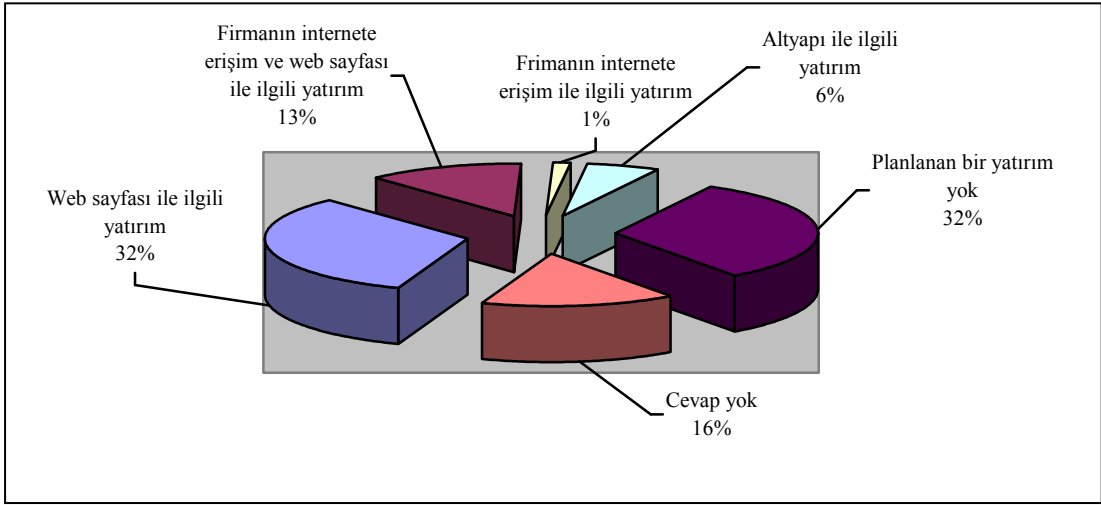 Firmanın internete
erişim ve web sayfası
ile ilgili yatırım
13%
Frimanın internete
erişim ile ilgili yatırım
1%
Altyapı ile ilgili
yatırım
6%
Planlanan bir yatırım
yok
32%
Web sayfası ile ilgili
yatırım
32%
Cevap yok
16%